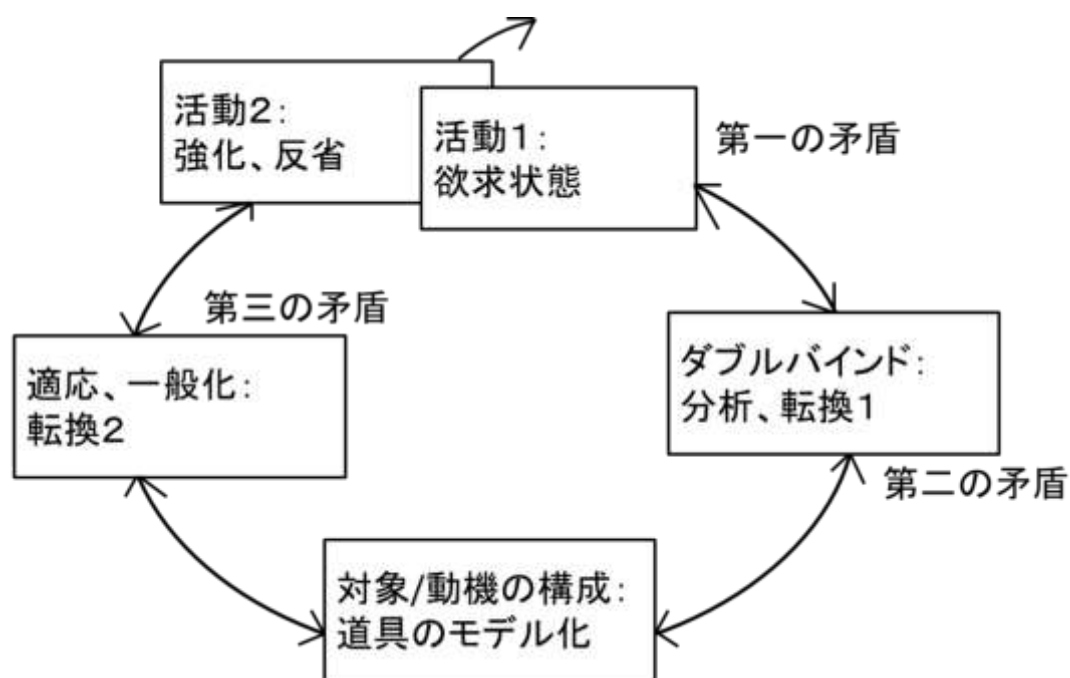 活動2:
強化、反省
活動1:
欲求状態
第一の矛盾
第三の矛盾
適応、一般化:
転換2
ダブルバインド:
分析、転換1
第二の矛盾
対象/動機の構成:
道具のモデル化